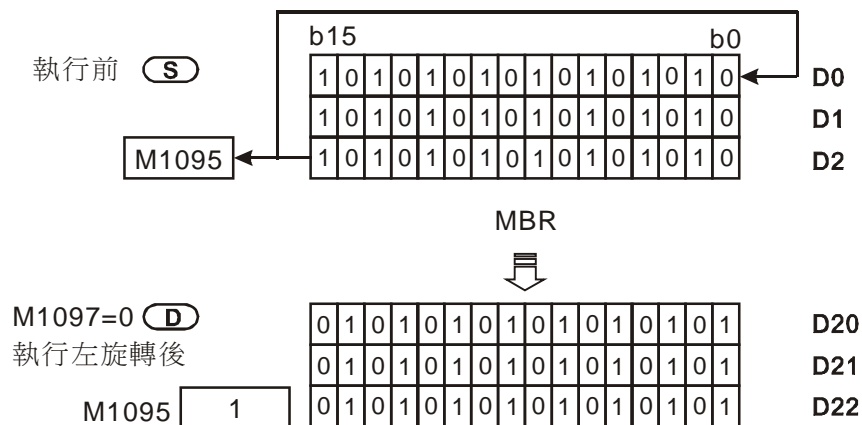 b15 b0
執行前 S 1 0 1 0 1 0 1 0 1 0 1 0 1 0 1 0 D0
1 0 1 0 1 0 1 0 1 0 1 0 1 0 1 0 D1
M1095 1 0 1 0 1 0 1 0 1 0 1 0 1 0 1 0 D2
MBR
M1097=0 D 0 1 0 1 0 1 0 1 0 1 0 1 0 1 0 1 D20
執行左旋轉後 0 1 0 1 0 1 0 1 0 1 0 1 0 1 0 1 D21
M1095 1 0 1 0 1 0 1 0 1 0 1 0 1 0 1 0 1 D22